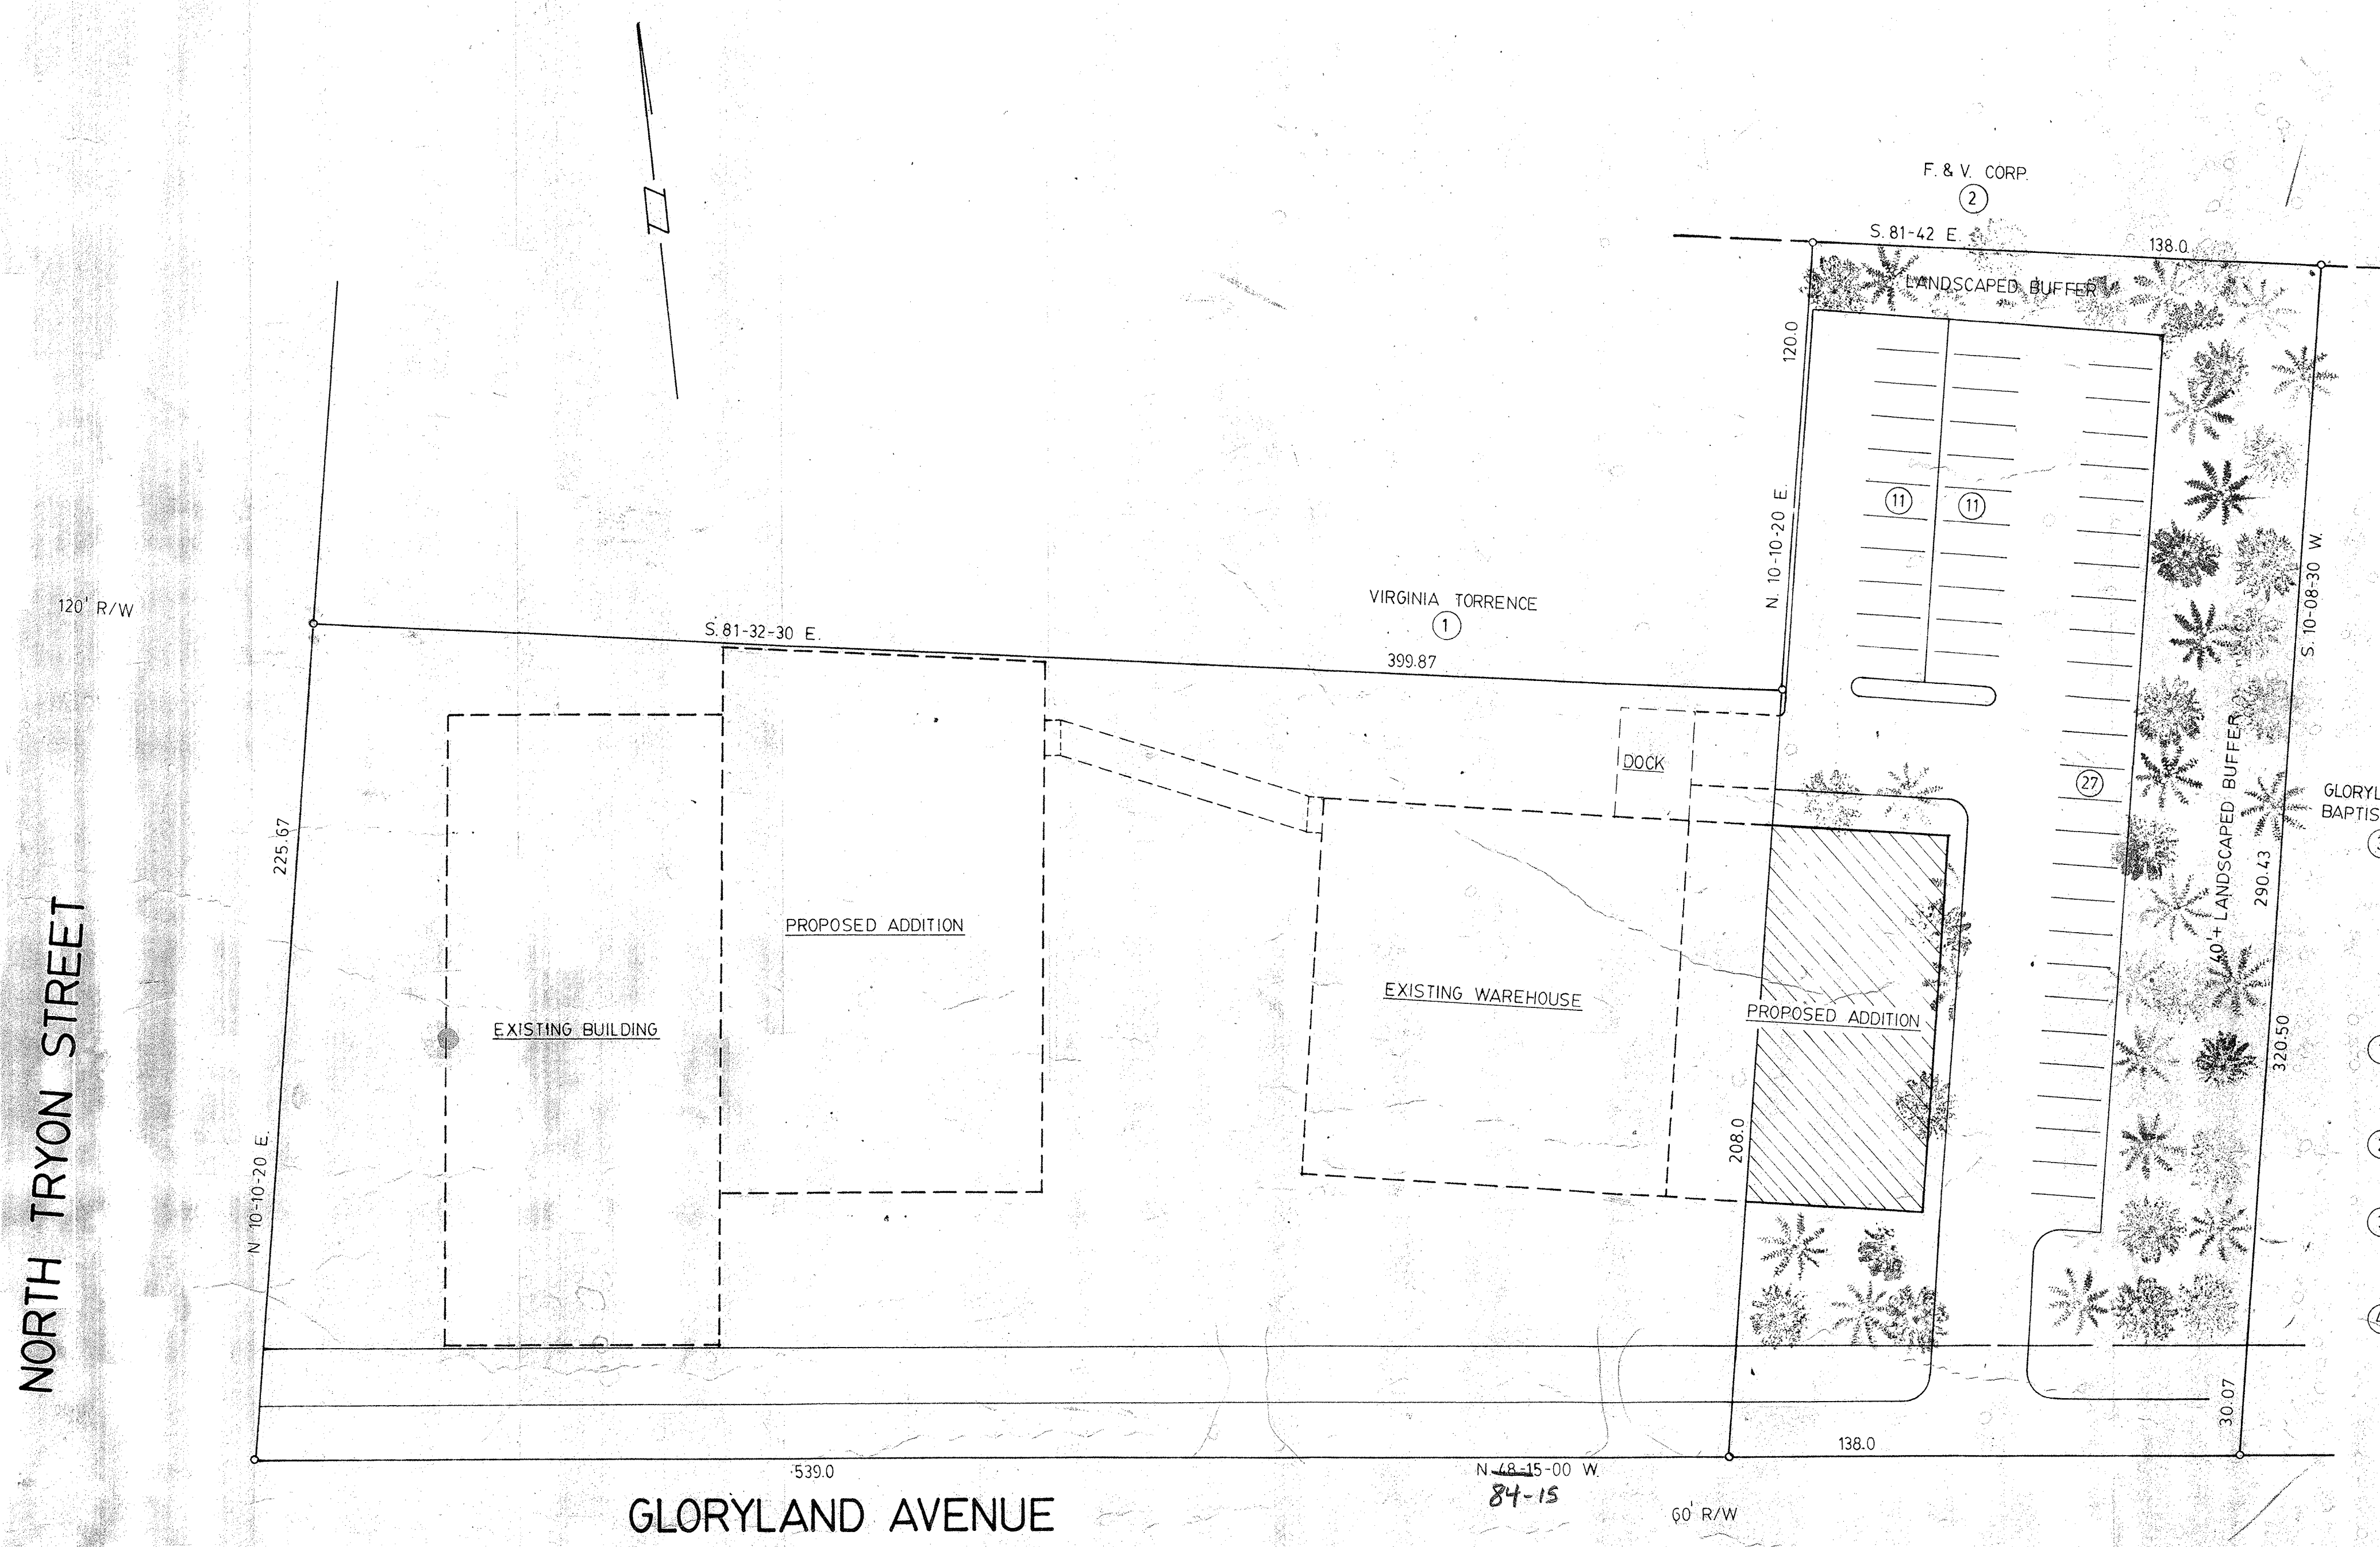 F. & V. CORP.
2
S. 81-42 E.
138.0
LANDSCAPED BUFFER
120.0
N. 10-10-20 E.
11
11
120' R/W
S. 81-32-30 E.
VIRGINIA TORRENCE
1
399.87
S. 10-08-30 W.
DOCK
27
GLORYL
BAPTIS
40'+ LANDSCAPED BUFFER
290.43
225.67
PROPOSED ADDITION
EXISTING WAREHOUSE
PROPOSED ADDITION
EXISTING BUILDING
320.50
208.0
N 10-10-20 E.
NORTH TRYON STREET
30.07
138.0
539.0
N. 48-15-00 W.
84-15
GLORYLAND AVENUE
60' R/W